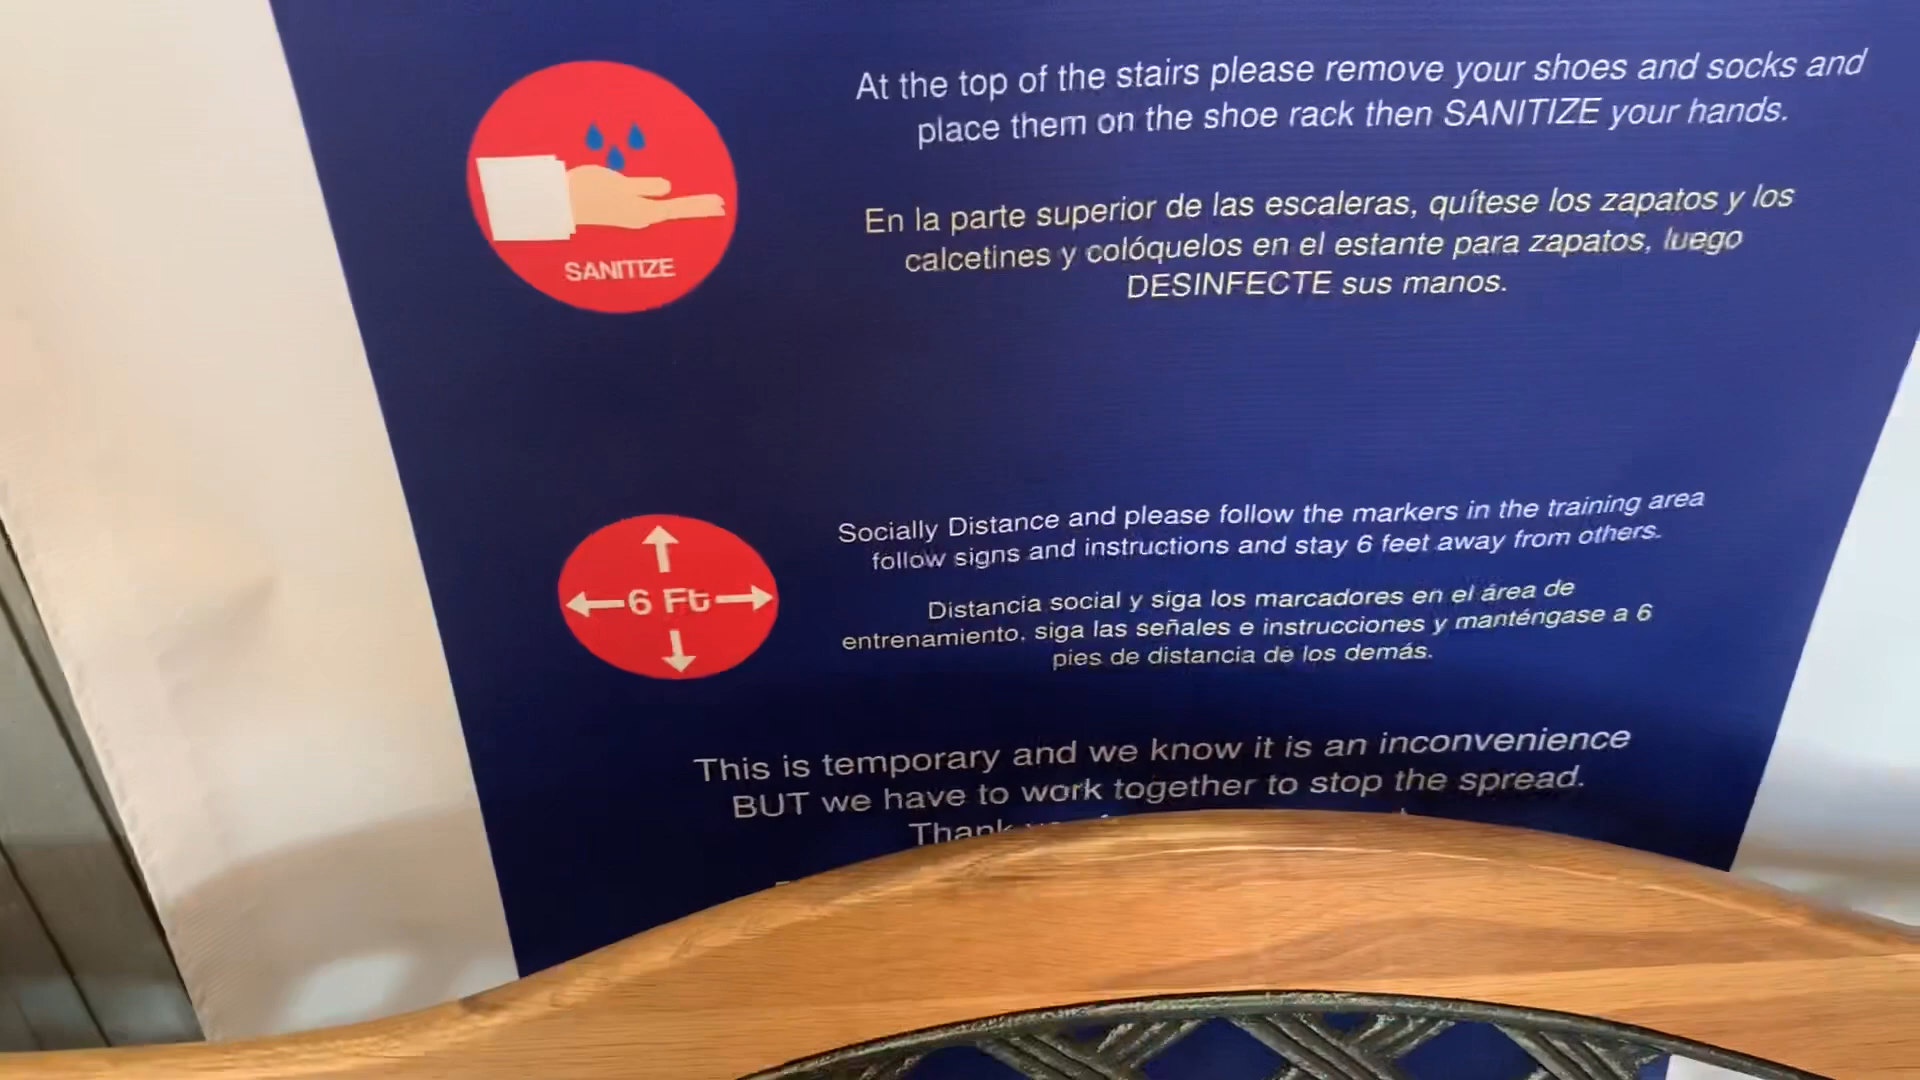 At the top of the stairs please remove your shoes and socks and
place them on the shoe rack then SANITIZE your hands.
SANITIZE
En la parte superior de las escaleras, quítese los zapatos y los
calcetines y colóquelos en el estante para zapatos, luego
DESINFECTE sus manos.
6 Ft
Socially Distance and please follow the markers in the training area
follow signs and instructions and stay 6 feet away from others.
Distancia social y siga los marcadores en el área de
entrenamiento, siga las señales e instrucciones y manténgase a 6
pies de distancia de los demás.
This is temporary and we know it is an inconvenience
BUT we have to work together to stop the spread.
Thank